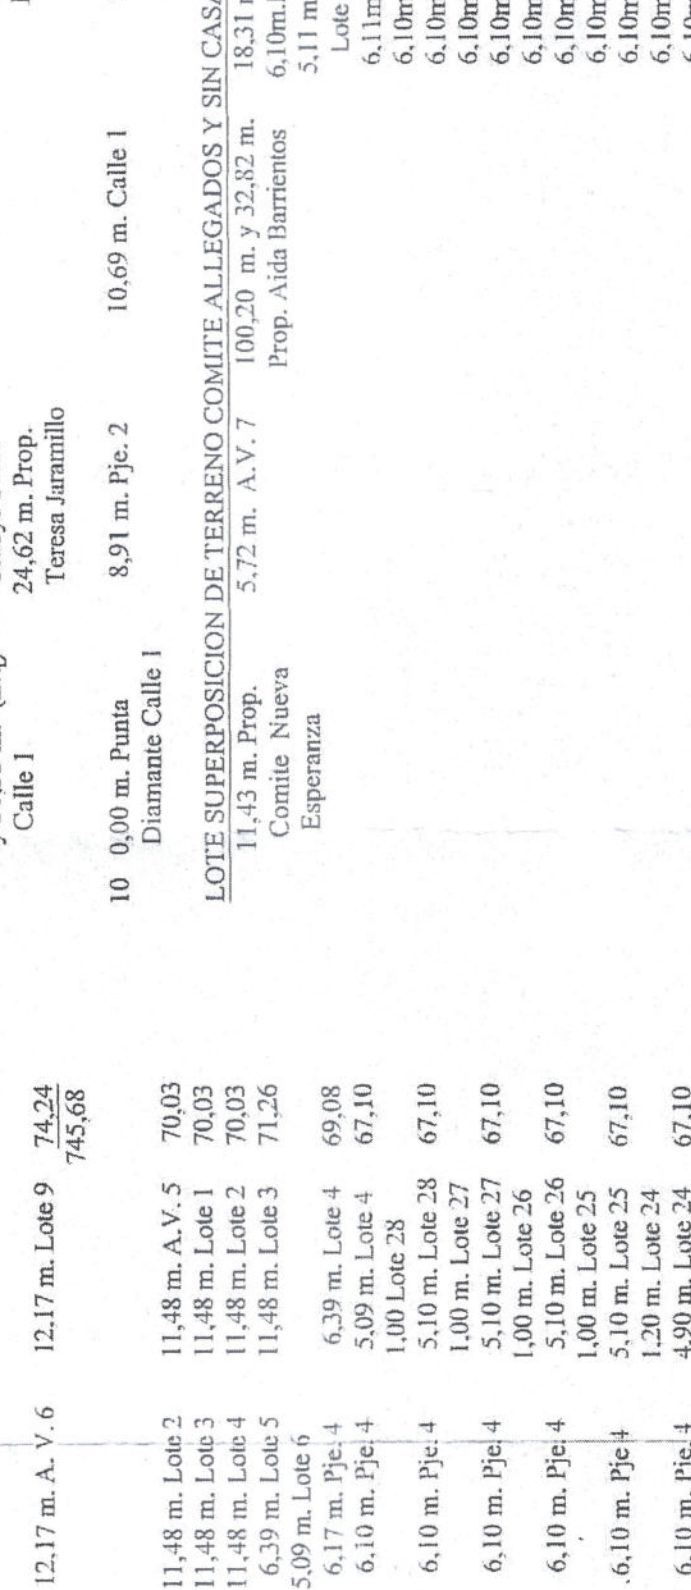 12,17 m. A. V. 6 12,17 m. Lote 9 74,24
745,68
11,48 m. Lote 2 11,48 m. A.V. 5 70,03
11,48 m. Lote 3 11,48 m. Lote 1 70,03
11,48 m. Lote 4 11,48 m. Lote 2 70,03
6,39 m. Lote 5 11,48 m. Lote 3 71,26
5,09 m. Lote 6
6,17 m. Pje. 4 6,39 m. Lote 4 69,08
6,10 m. Pje. 4 5,09 m. Lote 4 67,10
1,00 Lote 28
6,10 m. Pje. 4 5,10 m. Lote 28 67,10
1,00 m. Lote 27
6,10 m. Pje. 4 5,10 m. Lote 27 67,10
1,00 m. Lote 26
6,10 m. Pje. 4 5,10 m. Lote 26 67,10
1,00 m. Lote 25
6,10 m. Pje 4 5,10 m. Lote 25 67,10
1,20 m. Lote 24
6,10 m. Pje. 4 4,90 m. Lote 24 67,10
Calle 1 24,62 m. Prop.
Teresa Jaramillo
10 0,00 m. Punta 8,91 m. Pje. 2 10,69 m. Calle 1
Diamante Calle 1
LOTE SUPERPOSICION DE TERRENO COMITE ALLEGADOS Y SIN CASA
11,43 m. Prop. 5,72 m. A.V. 7 100,20 m. y 32,82 m. 18,31
Comite Nueva Prop. Aida Barrientos 6,10m.
Esperanza 5,11 m
Lote
6,11m
6,10m
6,10m
6,10m
6,10m
6,10m
6,10m
6,10m
6,10m
6,10m